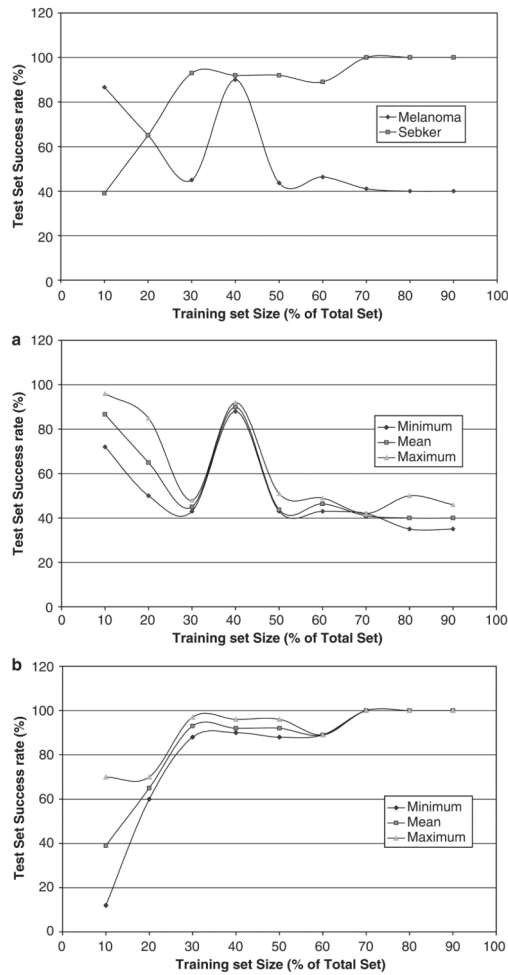 120
100
80
60
40
20
0
Test Set Success rate (%)
Melanoma
Sebker
0 10 20 30 40 50 60 70 80 90 100
Training set Size (% of Total Set)
a
120
100
80
60
40
20
0
Test Set Success rate (%)
Minimum
Mean
Maximum
0 10 20 30 40 50 60 70 80 90 100
Training set Size (% of Total Set)
b
120
100
80
60
40
20
0
Test Set Success rate (%)
Minimum
Mean
Maximum
0 10 20 30 40 50 60 70 80 90 100
Training set Size (% of Total Set)